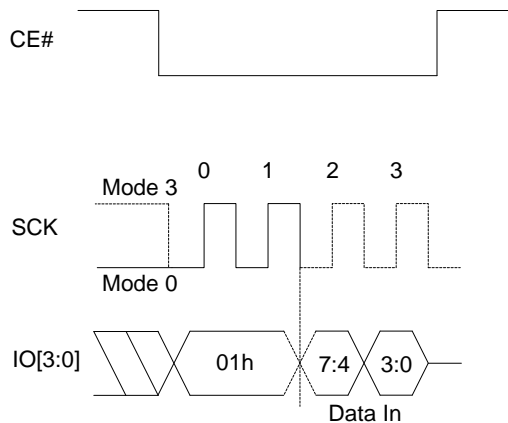 CE#
0 1 2 3
Mode 3
SCK
Mode 0
IO[3:0] 01h 7:4 3:0
Data In